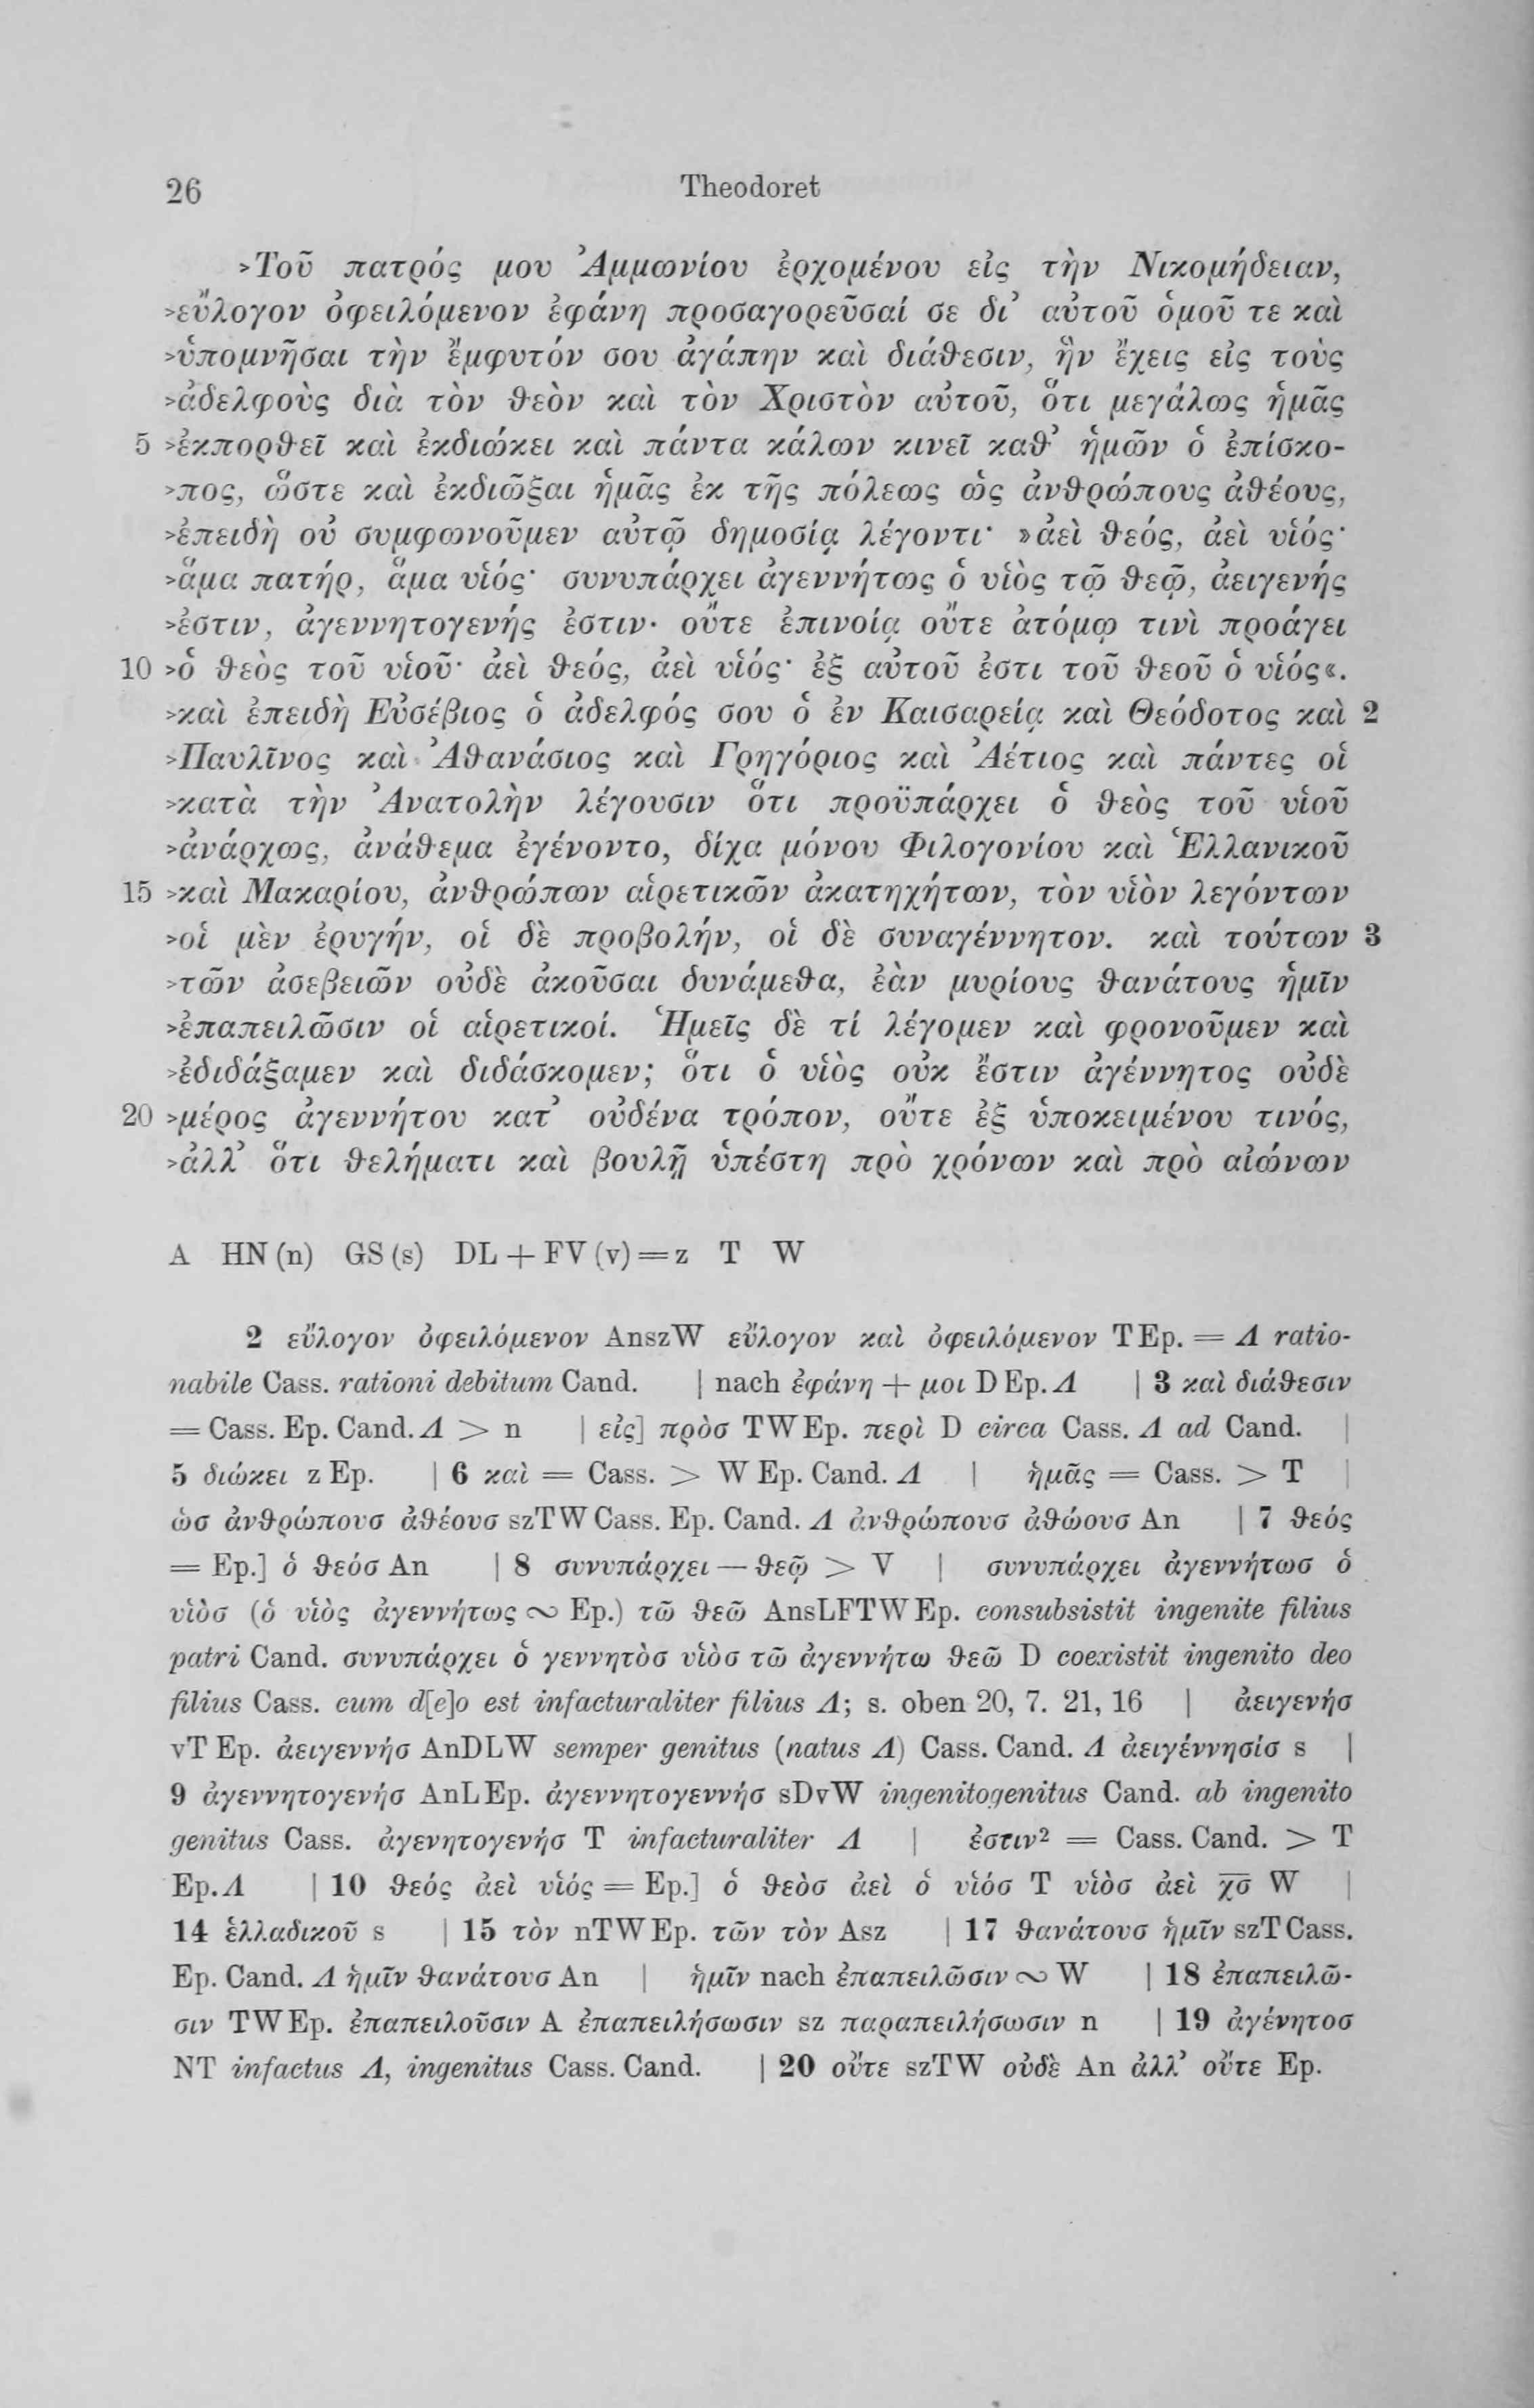 26
Theodoret
>Τοῦ πατρός μου Ἀμμωνίου ἐρχομένου εἰς τὴν Νικομήδειαν,
>εὔλογον ὀφειλόμενον ἐφάνη προσαγορεῦσαί σε δι’ αὐτοῦ ὁμοῦ τε καὶ
>ὑπομνῆσαι τὴν ἔμφυτόν σου ἀγάπην καὶ διάθεσιν, ἣν ἔχεις εἰς τοὺς
>ἀδελφοὺς διὰ τὸν θεὸν καὶ τὸν Χριστὸν αὐτοῦ, ὅτι μεγάλως ἡμᾶς
5 >ἐκπορθεῖ καὶ ἐκδιώκει καὶ πάντα κάλων κινεῖ καθ’ ἡμῶν ὁ ἐπίσκο-
>πος, ὥστε καὶ ἐκδιῶξαι ἡμᾶς ἐκ τῆς πόλεως ὡς ἀνθρώπους ἀθέους,
>ἐπειδὴ οὐ συμφωνοῦμεν αὐτῷ δημοσίᾳ λέγοντι· »ἀεὶ θεός, ἀεὶ υἱός·
>ἅμα πατήρ, ἅμα υἱός· συνυπάρχει ἀγεννήτως ὁ υἱὸς τῷ θεῷ, ἀειγενής
>ἐστιν, ἀγεννητογενής ἐστιν· οὔτε ἐπινοίᾳ οὔτε ἀτόμῳ τινὶ προάγει
10 >ὁ θεὸς τοῦ υἱοῦ· ἀεὶ θεός, ἀεὶ υἱός· ἐξ αὐτοῦ ἐστι τοῦ θεοῦ ὁ υἱός«.
>καὶ ἐπειδὴ Εὐσέβιος ὁ ἀδελφός σου ὁ ἐν Καισαρείᾳ καὶ Θεόδοτος καὶ 2
>Παυλῖνος καὶ Ἀθανάσιος καὶ Γρηγόριος καὶ Ἀέτιος καὶ πάντες οἱ
>κατὰ τὴν Ἀνατολὴν λέγουσιν ὅτι προϋπάρχει ὁ θεὸς τοῦ υἱοῦ
>ἀνάρχως, ἀνάθεμα ἐγένοντο, δίχα μόνου Φιλογονίου καὶ Ἑλλανικοῦ
15 >καὶ Μακαρίου, ἀνθρώπων αἱρετικῶν ἀκατηχήτων, τὸν υἱὸν λεγόντων
>οἱ μὲν ἐρυγήν, οἱ δὲ προβολήν, οἱ δὲ συναγέννητον. καὶ τούτων 3
>τῶν ἀσεβειῶν οὐδὲ ἀκοῦσαι δυνάμεθα, ἐὰν μυρίους θανάτους ἡμῖν
>ἐπαπειλῶσιν οἱ αἱρετικοί. Ἡμεῖς δὲ τί λέγομεν καὶ φρονοῦμεν καὶ
>ἐδιδάξαμεν καὶ διδάσκομεν; ὅτι ὁ υἱὸς οὐκ ἔστιν ἀγέννητος οὐδὲ
20 >μέρος ἀγεννήτου κατ’ οὐδένα τρόπον, οὔτε ἐξ ὑποκειμένου τινός,
>ἀλλ’ ὅτι θελήματι καὶ βουλῇ ὑπέστη πρὸ χρόνων καὶ πρὸ αἰώνων
A HN (n) GS (s) DL + FV (v) = z T W
2 εὔλογον ὀφειλόμενον AnszW εὔλογον καὶ ὀφειλόμενον TEp. = Λ ratio-
nabile Cass. rationi debitum Cand. | nach ἐφάνη + μοι D Ep. Λ | 3 καὶ διάθεσιν
= Cass. Ep. Cand. Λ > n | εἰς] πρὸσ TWEp. περὶ D circa Cass. Λ ad Cand. |
5 διώκει z Ep. | 6 καὶ = Cass. > W Ep. Cand. Λ | ἡμᾶς = Cass. > T |
ὡσ ἀνθρώπουσ ἀθέουσ szTW Cass. Ep. Cand. Λ ἀνθρώπουσ ἀθώουσ An | 7 θεός
= Ep.] ὁ θεόσ An | 8 συνυπάρχει — θεῷ > V | συνυπάρχει ἀγεννήτωσ ὁ
υἱὸσ (ὁ υἱὸς ἀγεννήτως ∾ Ep.) τῶ θεῶ AnsLFTW Ep. consubsistit ingenite filius
patri Cand. συνυπάρχει ὁ γεννητὸσ υἱὸσ τῶ ἀγεννήτω θεῶ D coexistit ingenito deo
filius Cass. cum d[e]o est infacturaliter filius Λ; s. oben 20, 7. 21, 16 | ἀειγενήσ
vT Ep. ἀειγεννήσ AnDLW semper genitus (natus Λ) Cass. Cand. Λ ἀειγέννησίσ s |
9 ἀγεννητογενήσ AnLEp. ἀγεννητογεννήσ sDvW ingenitogenitus Cand. ab ingenito
genitus Cass. ἀγενητογενήσ T infacturaliter Λ | ἐστιν² = Cass. Cand. > T
Ep. Λ | 10 θεός ἀεὶ υἱός = Ep.] ὁ θεὸσ ἀεὶ ὁ υἱόσ T υἱὸσ ἀεὶ χ̅σ̅ W |
14 ἑλλαδικοῦ s | 15 τὸν nTW Ep. τῶν τὸν Asz | 17 θανάτουσ ἡμῖν szT Cass.
Ep. Cand. Λ ἡμῖν θανάτουσ An | ἡμῖν nach ἐπαπειλῶσιν ∾ W | 18 ἐπαπειλῶ-
σιν TWEp. ἐπαπειλοῦσιν A ἐπαπειλήσωσιν sz παραπειλήσωσιν n | 19 ἀγένητοσ
NT infactus Λ, ingenitus Cass. Cand. | 20 οὔτε szTW οὐδὲ An ἀλλ’ οὔτε Ep.